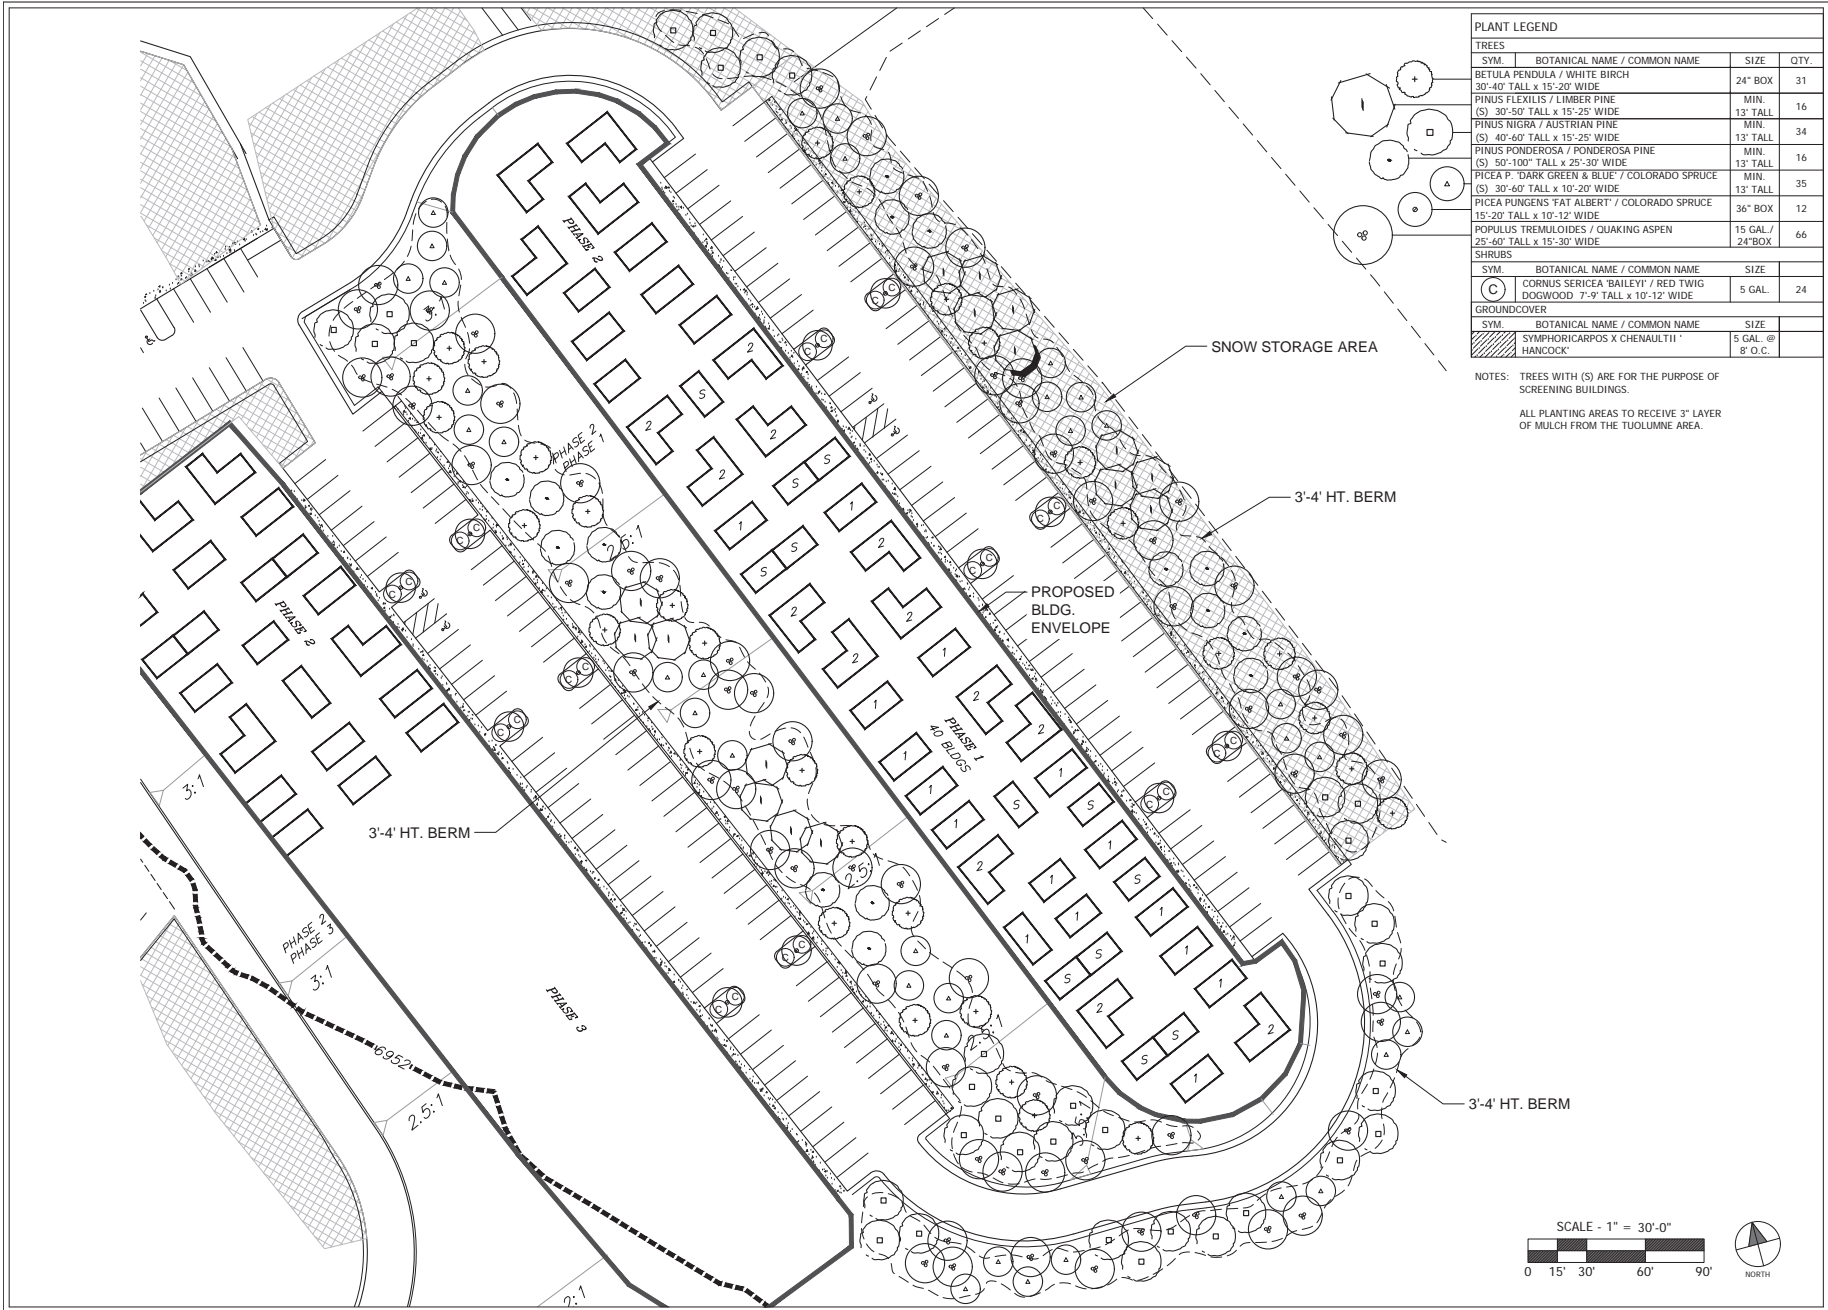 PLANT LEGEND
TREES
SYM. BOTANICAL NAME / COMMON NAME SIZE QTY.
BETULA PENDULA / WHITE BIRCH
30'-40' TALL x 15'-20' WIDE 24" BOX 31
PINUS FLEXILIS / LIMBER PINE MIN.
(S) 30'-50' TALL x 15'-25' WIDE 13' TALL 16
PINUS NIGRA / AUSTRIAN PINE MIN.
(S) 40'-60' TALL x 15'-25' WIDE 13' TALL 34
PINUS PONDEROSA / PONDEROSA PINE MIN.
(S) 50'-100" TALL x 25'-30' WIDE 13' TALL 16
PICEA P. 'DARK GREEN & BLUE' / COLORADO SPRUCE MIN.
(S) 30'-60' TALL x 10'-20' WIDE 13' TALL 35
PICEA PUNGENS 'FAT ALBERT' / COLORADO SPRUCE
15'-20' TALL x 10'-12' WIDE 36" BOX 12
POPULUS TREMULOIDES / QUAKING ASPEN 15 GAL./
25'-60' TALL x 15'-30' WIDE 24"BOX 66
SHRUBS
SYM. BOTANICAL NAME / COMMON NAME SIZE
C CORNUS SERICEA 'BAILEYI' / RED TWIG
DOGWOOD 7'-9' TALL x 10'-12' WIDE 5 GAL. 24
GROUNDCOVER
SYM. BOTANICAL NAME / COMMON NAME SIZE
SYMPHORICARPOS X CHENAULTII ' 5 GAL. @
HANCOCK' 8' O.C.
NOTES: TREES WITH (S) ARE FOR THE PURPOSE OF
SCREENING BUILDINGS.
ALL PLANTING AREAS TO RECEIVE 3" LAYER
OF MULCH FROM THE TUOLUMNE AREA.
SNOW STORAGE AREA
3'-4' HT. BERM
PROPOSED
BLDG.
ENVELOPE
PHASE 2
PHASE 2
PHASE 1
2.5:1
PHASE 2
PHASE 1
40 BLDGS
3:1
3'-4' HT. BERM
2.5:1
PHASE 2
PHASE 3
3:1
PHASE 3
6952
2.5:1
3'-4' HT. BERM
2:1
SCALE - 1" = 30'-0"
0 15' 30' 60' 90'
NORTH